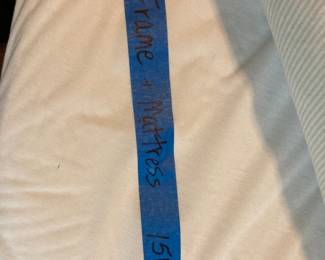 Frame + Mattress 15